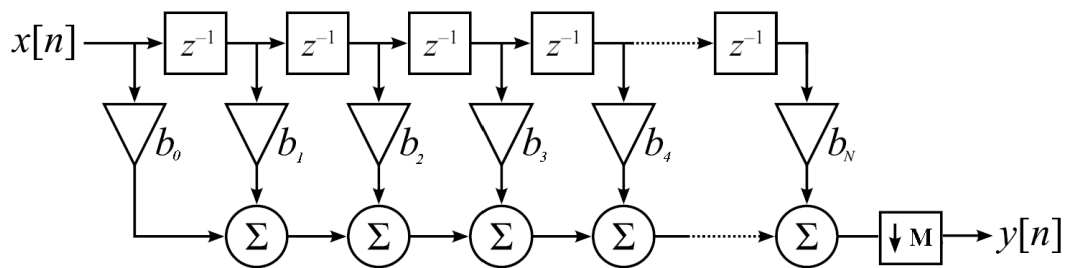 x[n] z⁻¹ z⁻¹ z⁻¹ z⁻¹ z⁻¹
b₀ b₁ b₂ b₃ b₄ b_N
Σ Σ Σ Σ Σ ↓ M y[n]